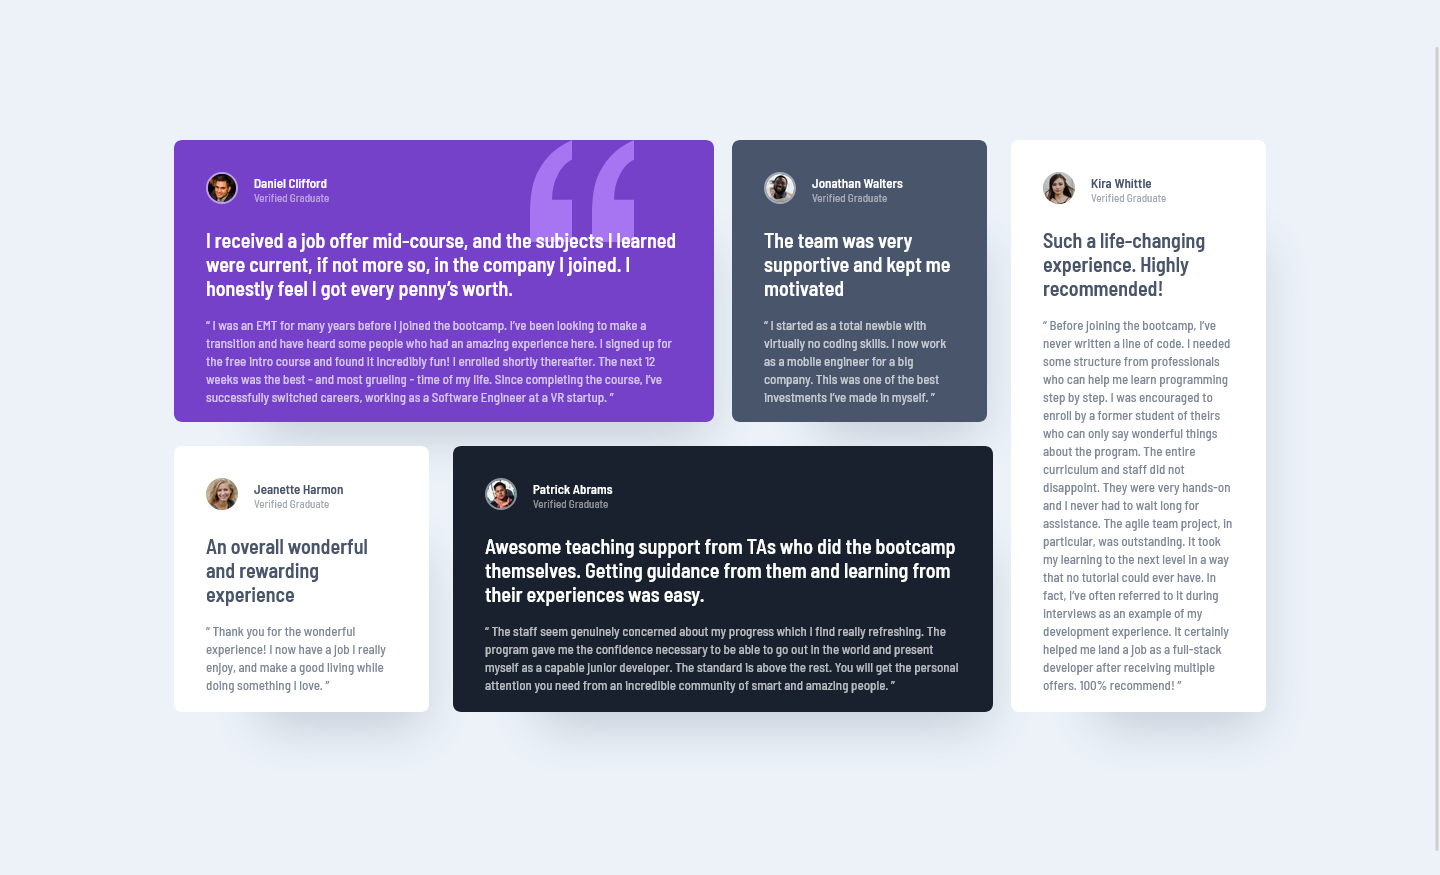 Daniel Clifford
Verified Graduate
I received a job offer mid-course, and the subjects I learned
were current, if not more so, in the company I joined. I
honestly feel I got every penny’s worth.
“ I was an EMT for many years before I joined the bootcamp. I’ve been looking to make a
transition and have heard some people who had an amazing experience here. I signed up for
the free intro course and found it incredibly fun! I enrolled shortly thereafter. The next 12
weeks was the best - and most grueling - time of my life. Since completing the course, I’ve
successfully switched careers, working as a Software Engineer at a VR startup. ”
Jonathan Walters
Verified Graduate
The team was very
supportive and kept me
motivated
“ I started as a total newbie with
virtually no coding skills. I now work
as a mobile engineer for a big
company. This was one of the best
investments I’ve made in myself. ”
Kira Whittle
Verified Graduate
Such a life-changing
experience. Highly
recommended!
“ Before joining the bootcamp, I’ve
never written a line of code. I needed
some structure from professionals
who can help me learn programming
step by step. I was encouraged to
enroll by a former student of theirs
who can only say wonderful things
about the program. The entire
curriculum and staff did not
disappoint. They were very hands-on
and I never had to wait long for
assistance. The agile team project, in
particular, was outstanding. It took
my learning to the next level in a way
that no tutorial could ever have. In
fact, I’ve often referred to it during
interviews as an example of my
development experience. It certainly
helped me land a job as a full-stack
developer after receiving multiple
offers. 100% recommend! ”
Jeanette Harmon
Verified Graduate
An overall wonderful
and rewarding
experience
“ Thank you for the wonderful
experience! I now have a job I really
enjoy, and make a good living while
doing something I love. ”
Patrick Abrams
Verified Graduate
Awesome teaching support from TAs who did the bootcamp
themselves. Getting guidance from them and learning from
their experiences was easy.
“ The staff seem genuinely concerned about my progress which I find really refreshing. The
program gave me the confidence necessary to be able to go out in the world and present
myself as a capable junior developer. The standard is above the rest. You will get the personal
attention you need from an incredible community of smart and amazing people. ”